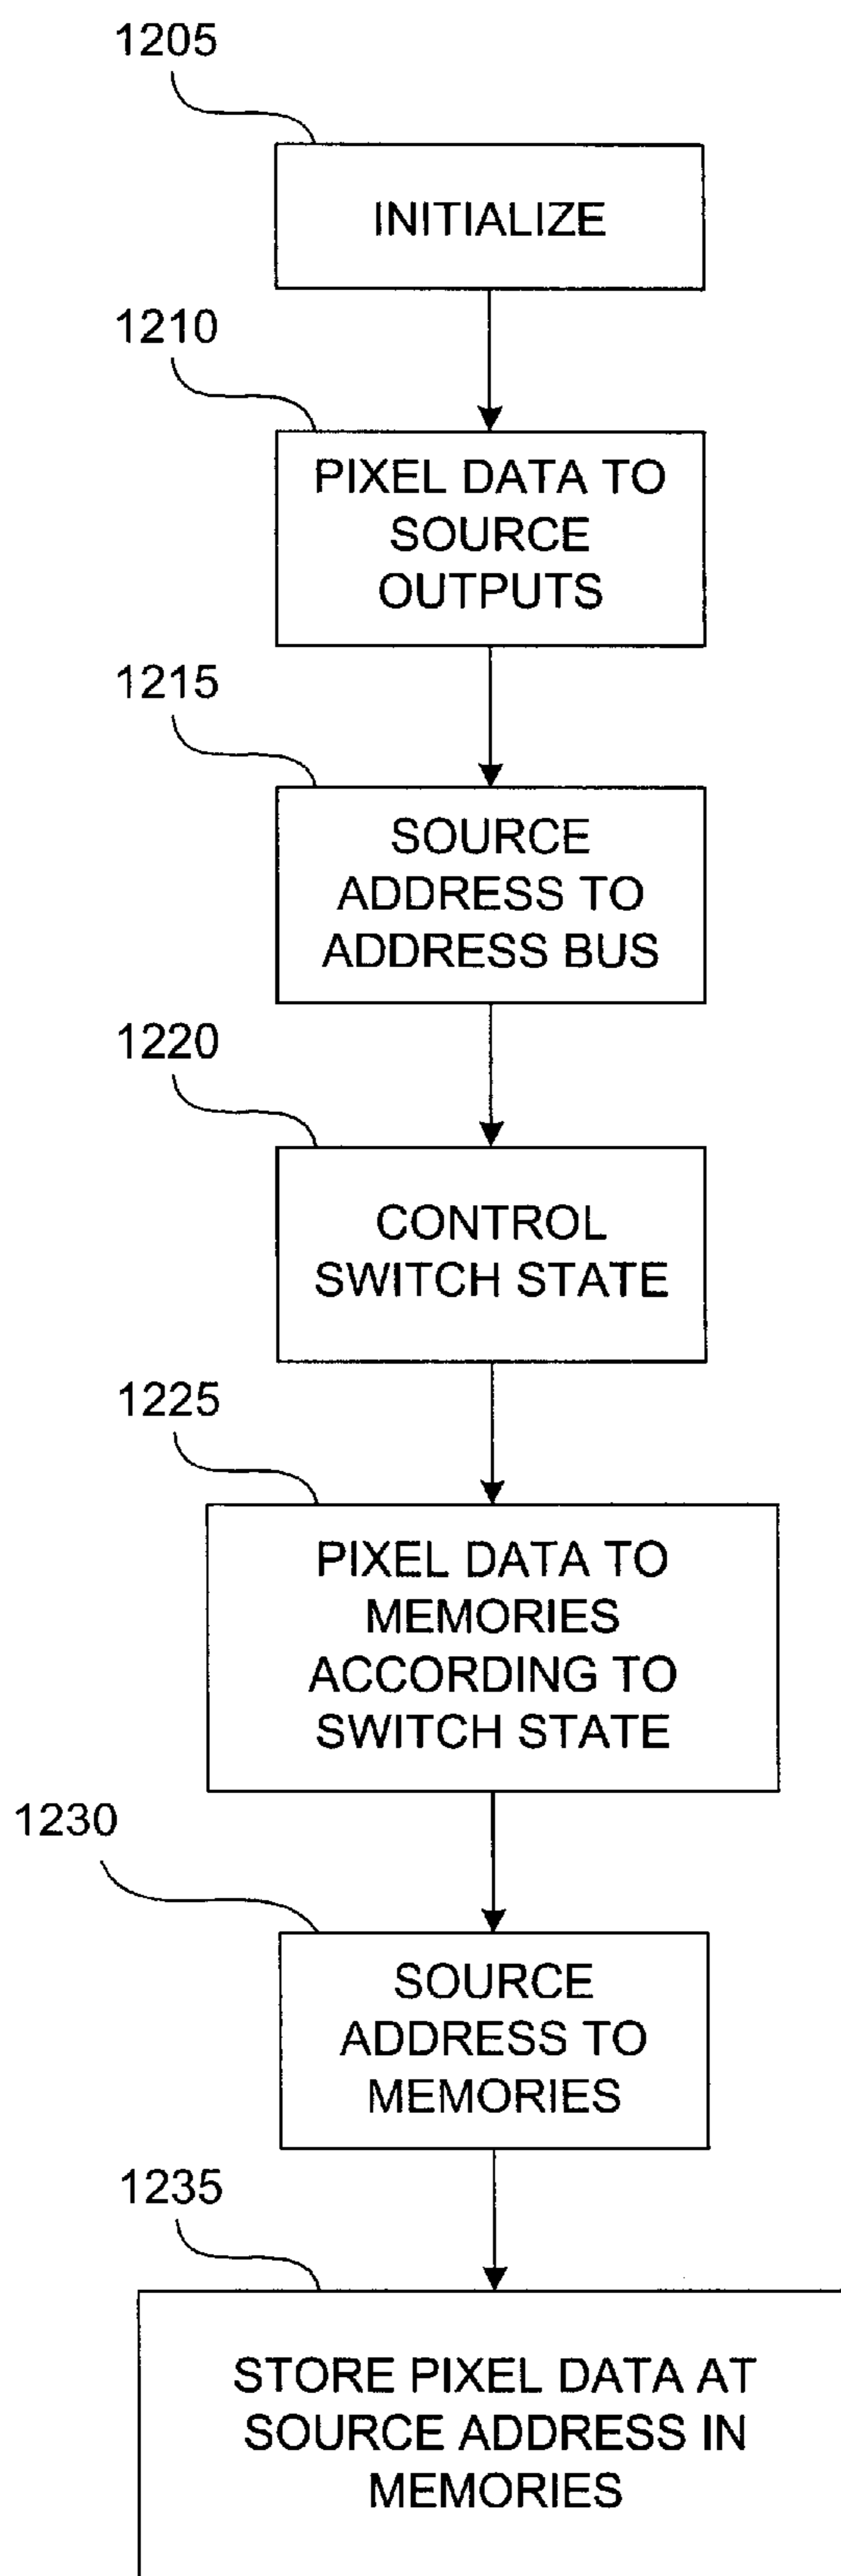 1205
INITIALIZE
1210
PIXEL DATA TO
SOURCE
OUTPUTS
1215
SOURCE
ADDRESS TO
ADDRESS BUS
1220
CONTROL
SWITCH STATE
1225
PIXEL DATA TO
MEMORIES
ACCORDING TO
SWITCH STATE
1230
SOURCE
ADDRESS TO
MEMORIES
1235
STORE PIXEL DATA AT
SOURCE ADDRESS IN
MEMORIES